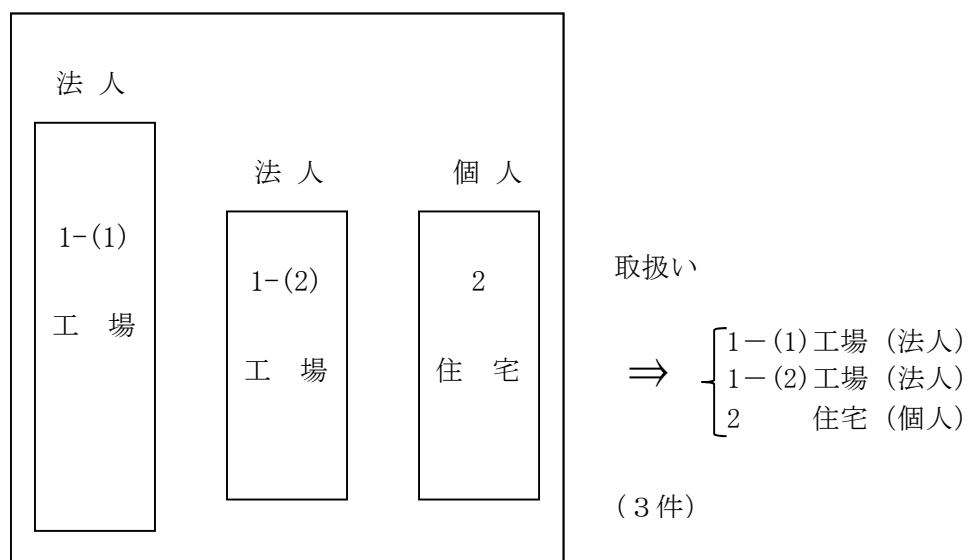 法 人
1-(1)
工 場
法 人
1-(2)
工 場
個 人
2
住 宅
取扱い
⇒
1－(1)工場 (法人)
1－(2)工場 (法人)
2 住宅 (個人)
(３件)